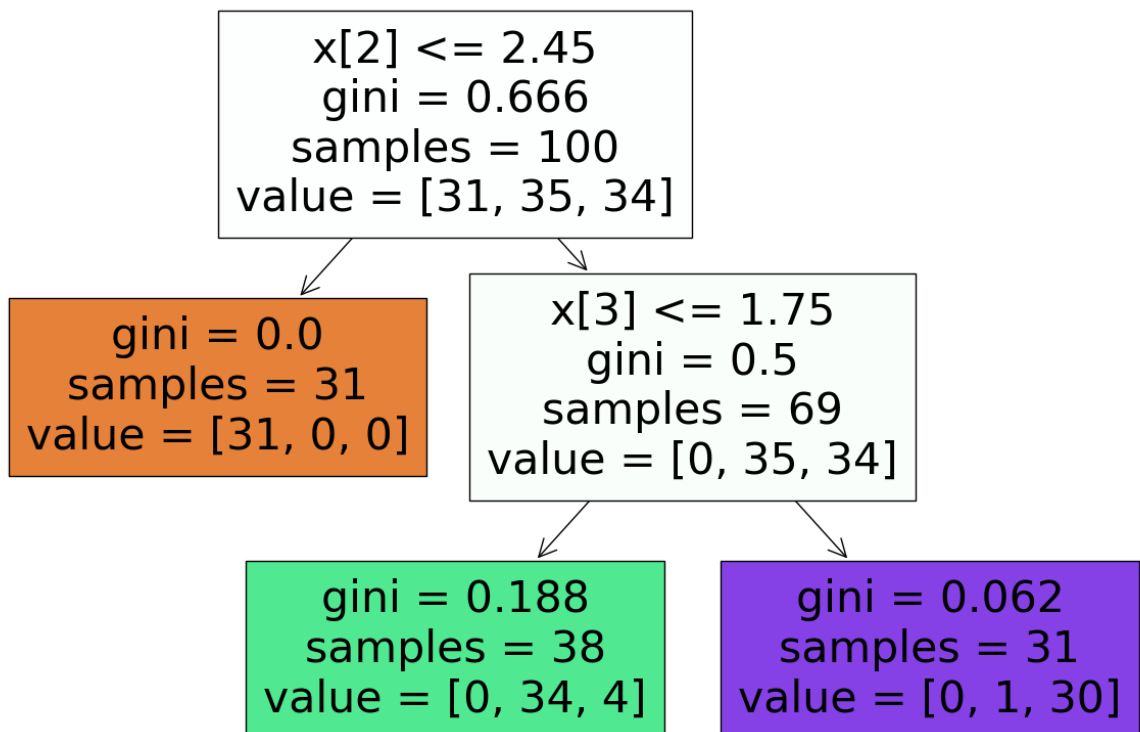 x[2] <= 2.45
gini = 0.666
samples = 100
value = [31, 35, 34]
gini = 0.0
samples = 31
value = [31, 0, 0]
x[3] <= 1.75
gini = 0.5
samples = 69
value = [0, 35, 34]
gini = 0.188
samples = 38
value = [0, 34, 4]
gini = 0.062
samples = 31
value = [0, 1, 30]